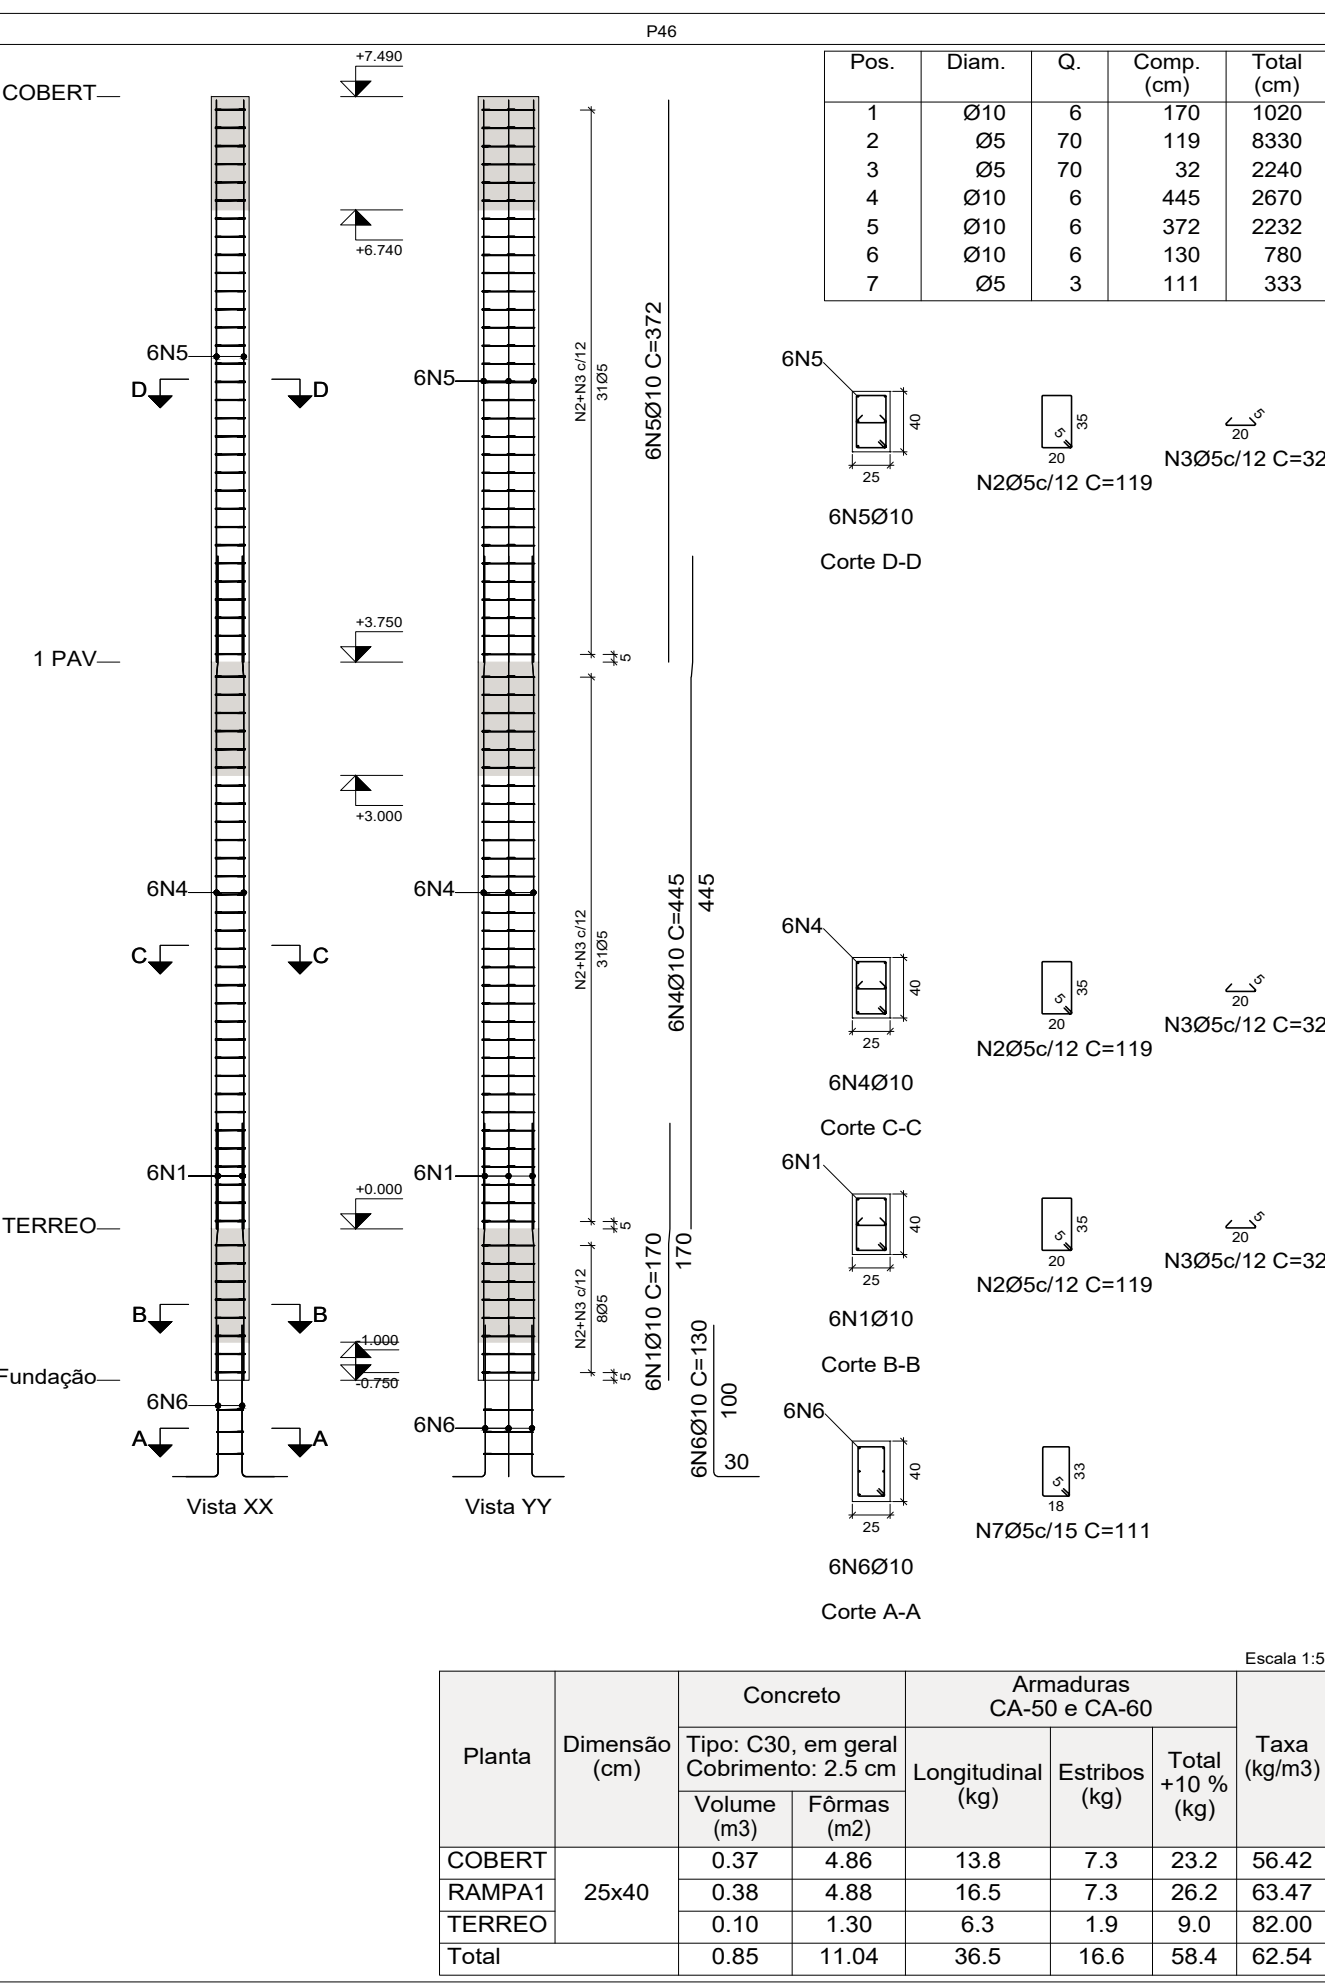 P46
Pos. Diam. Q. Comp. (cm) Total (cm)
1 Ø10 6 170 1020
2 Ø5 70 119 8330
3 Ø5 70 32 2240
4 Ø10 6 445 2670
5 Ø10 6 372 2232
6 Ø10 6 130 780
7 Ø5 3 111 333
COBERT
+7.490
+6.740
6N5
D D
6N5
N2+N3 c/12
31Ø5
6N5Ø10 C=372
6N5
40
25
6N5Ø10
Corte D-D
35
5
20
N2Ø5c/12 C=119
5
20
N3Ø5c/12 C=32
1 PAV
+3.750
5
+3.000
6N4
C C
6N4
N2+N3 c/12
31Ø5
6N4Ø10 C=445
445
6N4
40
25
6N4Ø10
Corte C-C
35
5
20
N2Ø5c/12 C=119
5
20
N3Ø5c/12 C=32
6N1
6N1
TERREO
+0.000
5
B B
N2+N3 c/12
8Ø5
6N1Ø10 C=170
170
6N1
40
25
6N1Ø10
Corte B-B
35
5
20
N2Ø5c/12 C=119
5
20
N3Ø5c/12 C=32
-1.000
-0.750
Fundação
5
6N6
A A
6N6
6N6Ø10 C=130
100
30
Vista XX
Vista YY
6N6
40
25
6N6Ø10
Corte A-A
33
5
18
N7Ø5c/15 C=111
Escala 1:5
Planta Dimensão (cm) Concreto Armaduras CA-50 e CA-60 Taxa (kg/m3)
Tipo: C30, em geral
Cobrimento: 2.5 cm
Longitudinal (kg) Estribos (kg) Total +10 % (kg)
Volume (m3) Fôrmas (m2)
COBERT 25x40 0.37 4.86 13.8 7.3 23.2 56.42
RAMPA1 0.38 4.88 16.5 7.3 26.2 63.47
TERREO 0.10 1.30 6.3 1.9 9.0 82.00
Total 0.85 11.04 36.5 16.6 58.4 62.54